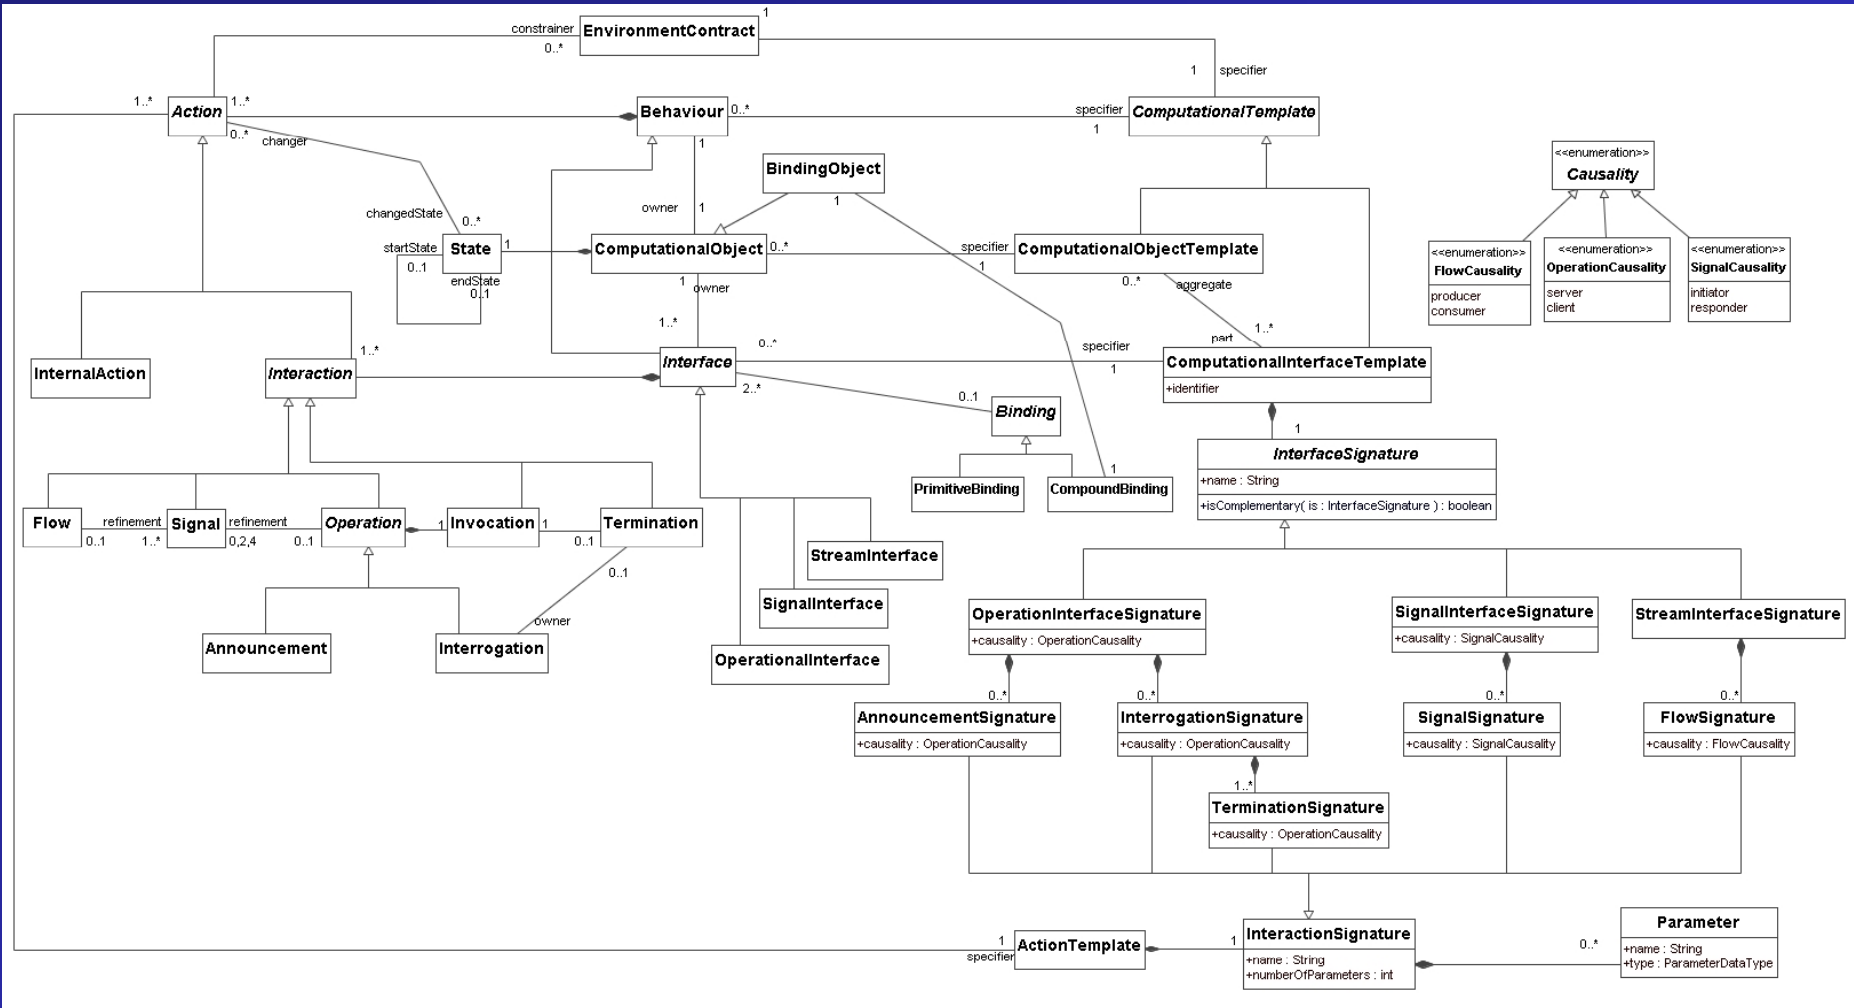 1
constrainer
EnvironmentContract
0..*
1
specifier
1..*
Action
1..*
Behaviour
0..*
specifier
1
ComputationalTemplate
0..*
changer
1
BindingObject
1
<<enumeration>>
Causality
changedState
0..*
owner
1
startState
State
1
ComputationalObject
0..*
specifier
1
ComputationalObjectTemplate
0..1
endState
0..1
1
owner
0..*
aggregate
<<enumeration>>
FlowCausality
producer
consumer
<<enumeration>>
OperationCausality
server
client
<<enumeration>>
SignalCausality
initiator
responder
1..*
1..*
part
InternalAction
Interaction
1..*
Interface
0..*
specifier
1
ComputationalInterfaceTemplate
+identifier
2..*
0..1
Binding
1
InterfaceSignature
+name : String
+isComplementary( is : InterfaceSignature ) : boolean
PrimitiveBinding
1
CompoundBinding
Flow
refinement
0..1
1..*
Signal
refinement
0,2,4
0..1
Operation
1
Invocation
1
0..1
Termination
0..1
owner
StreamInterface
SignalInterface
OperationalInterface
Announcement
Interrogation
OperationInterfaceSignature
+causality : OperationCausality
SignalInterfaceSignature
+causality : SignalCausality
StreamInterfaceSignature
0..*
0..*
0..*
0..*
AnnouncementSignature
+causality : OperationCausality
InterrogationSignature
+causality : OperationCausality
SignalSignature
+causality : SignalCausality
FlowSignature
+causality : FlowCausality
1..*
TerminationSignature
+causality : OperationCausality
1
specifier
ActionTemplate
1
InteractionSignature
+name : String
+numberOfParameters : int
0..*
Parameter
+name : String
+type : ParameterDataType